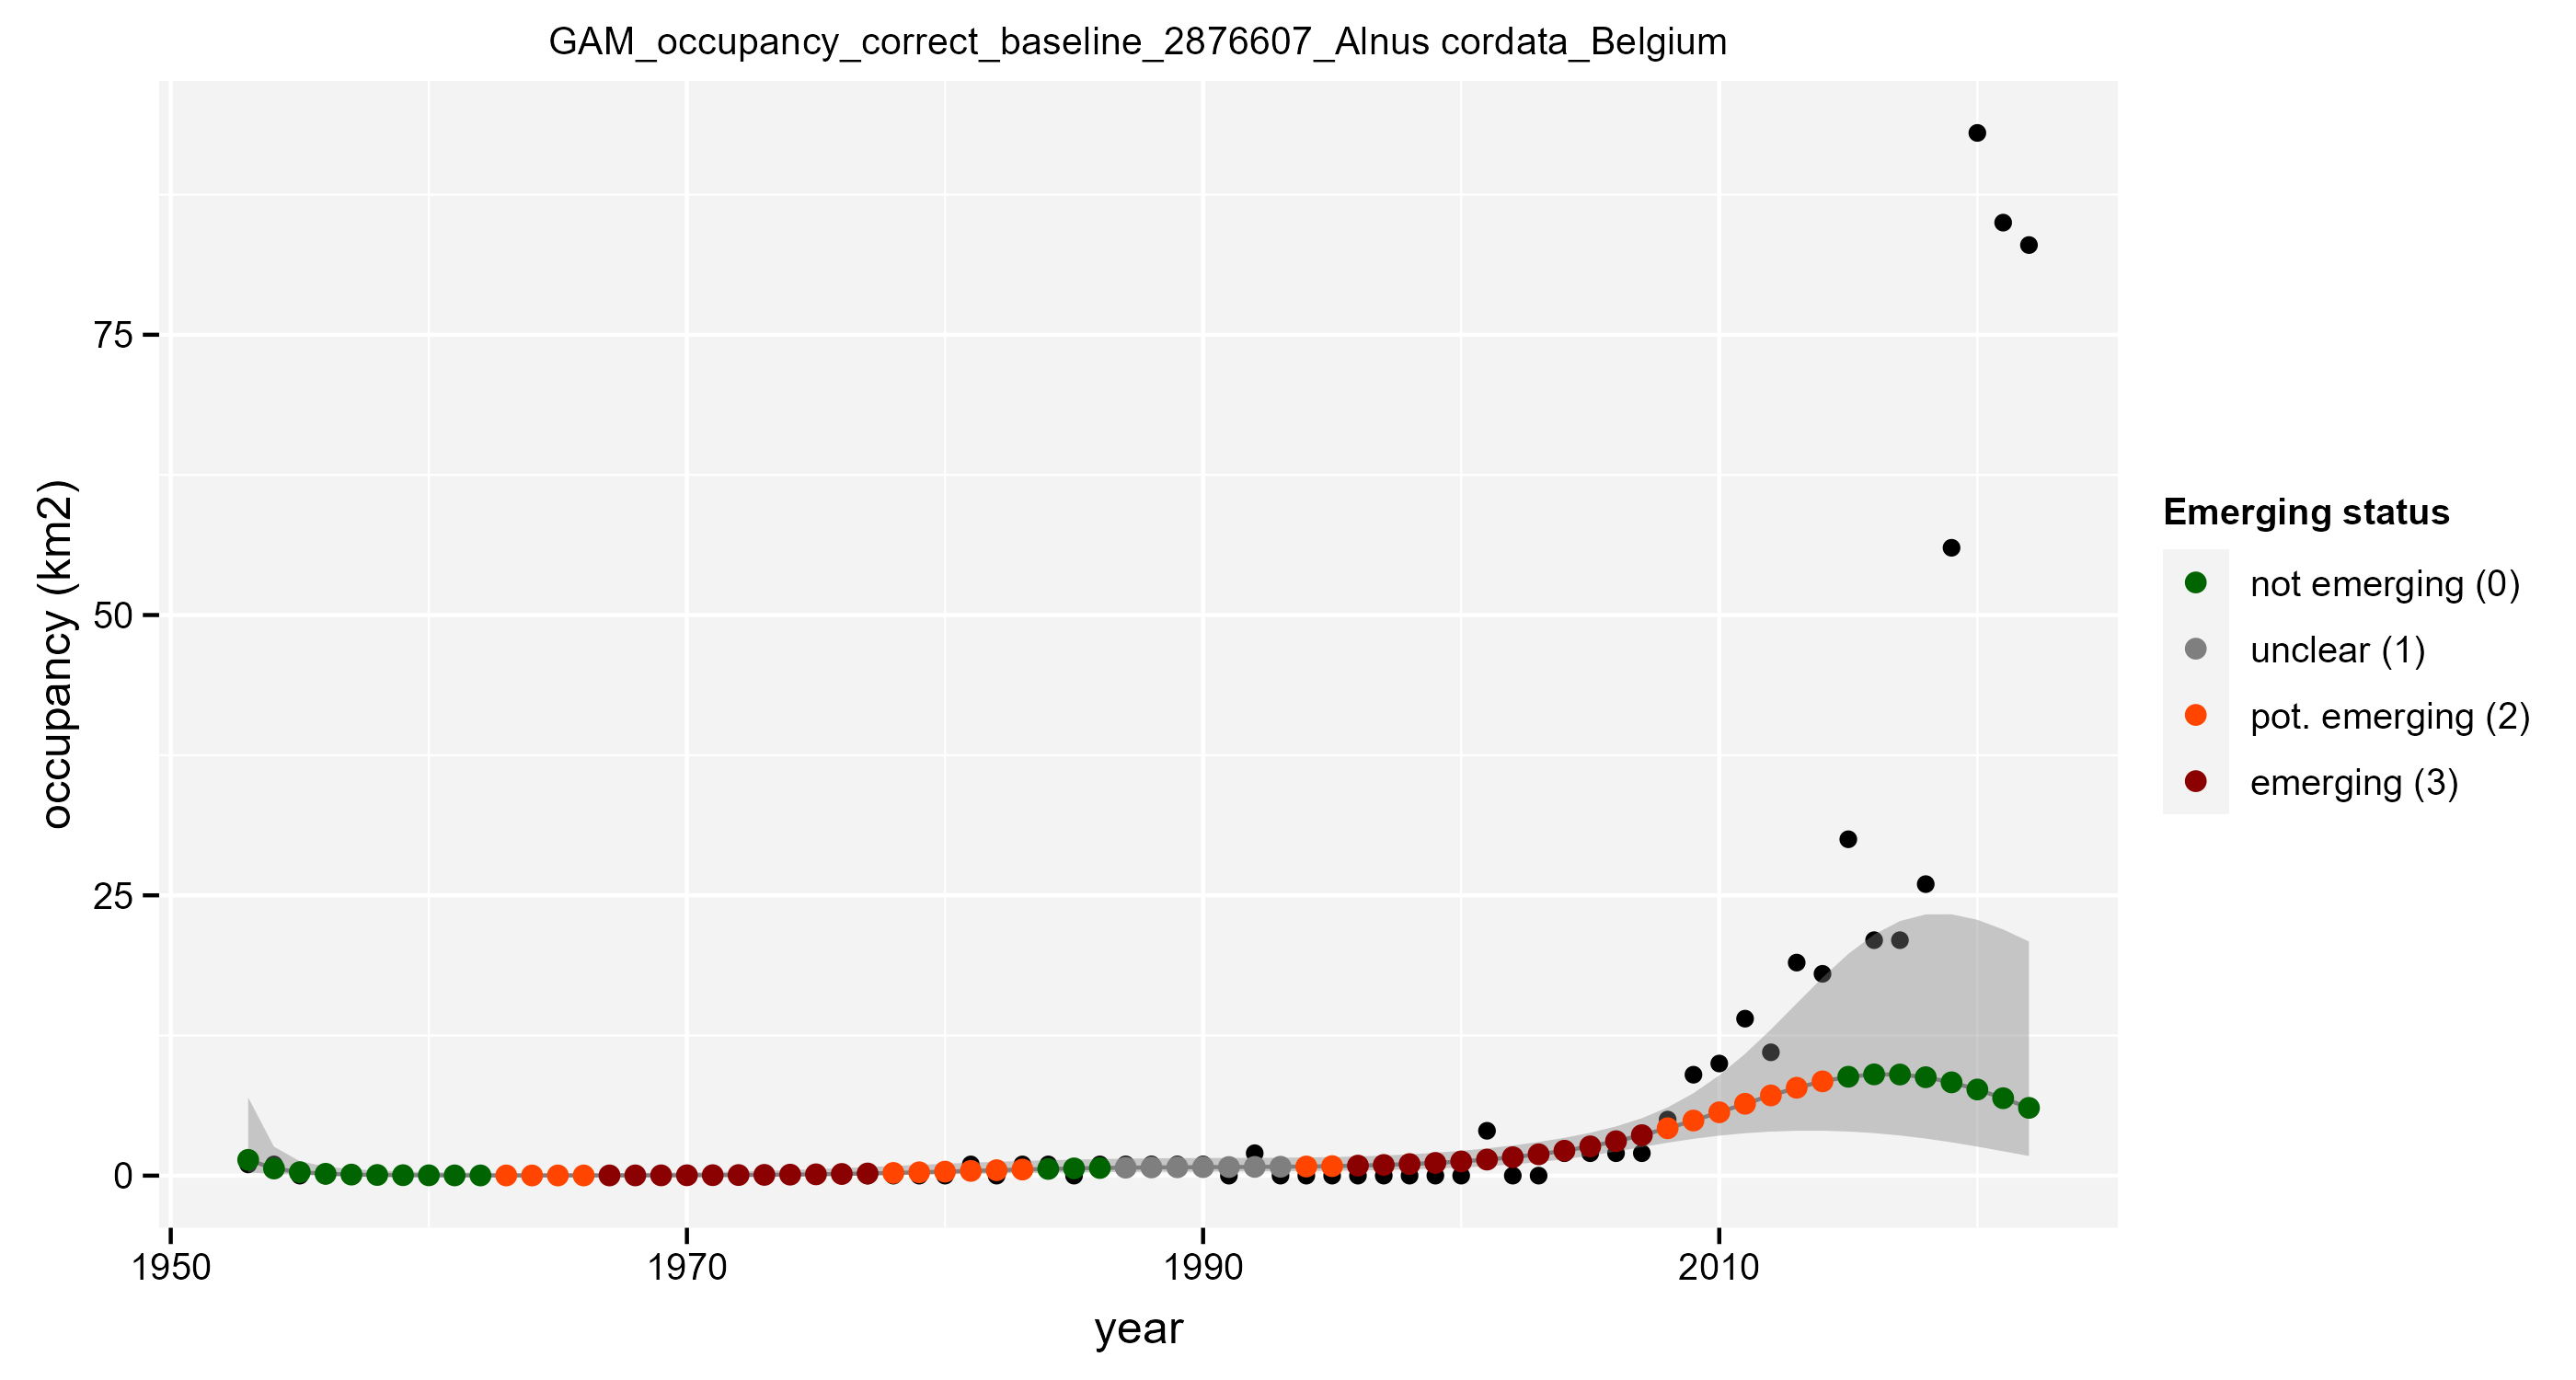 GAM_occupancy_correct_baseline_2876607_Alnus cordata_Belgium
occupancy (km2)
75
50
25
0
1950 1970 1990 2010
year
Emerging status
not emerging (0)
unclear (1)
pot. emerging (2)
emerging (3)